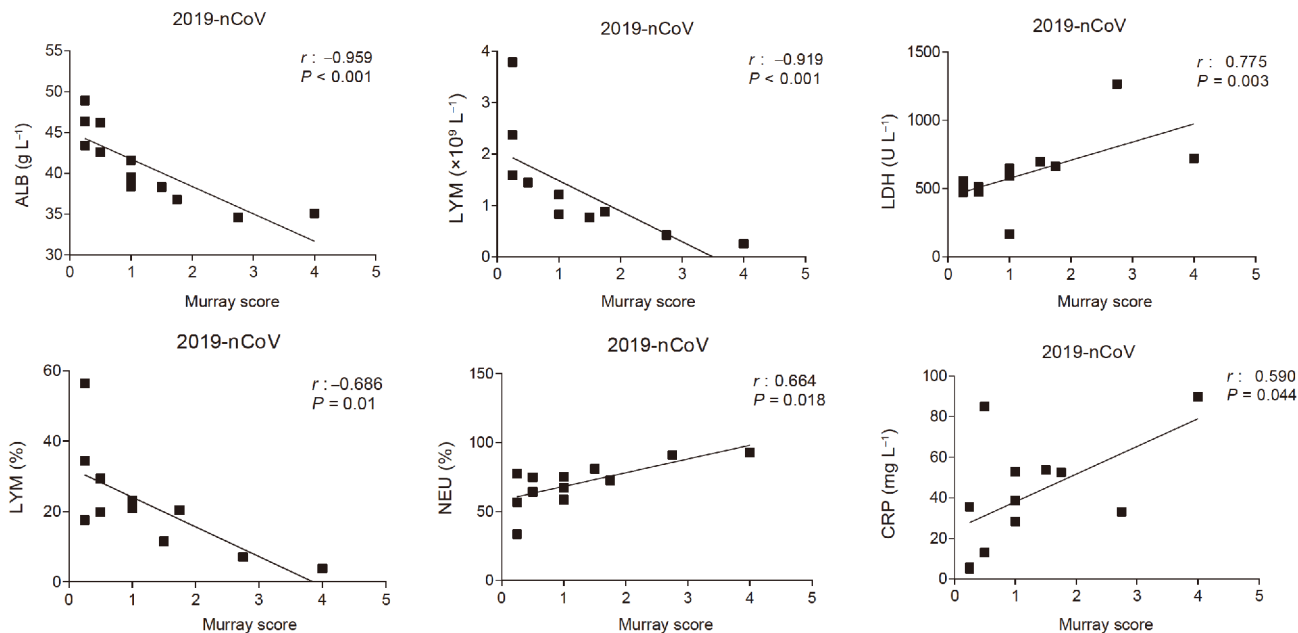 2019-nCoV
r : –0.959
P < 0.001
ALB (g L⁻¹)
55
50
45
40
35
30
0 1 2 3 4 5
Murray score
2019-nCoV
r : –0.919
P < 0.001
LYM (×10⁹ L⁻¹)
4
3
2
1
0
0 1 2 3 4 5
Murray score
2019-nCoV
r : 0.775
P = 0.003
LDH (U L⁻¹)
1500
1000
500
0
0 1 2 3 4 5
Murray score
2019-nCoV
r :–0.686
P = 0.01
LYM (%)
60
40
20
0
0 1 2 3 4 5
Murray score
2019-nCoV
r : 0.664
P = 0.018
NEU (%)
150
100
50
0
0 1 2 3 4 5
Murray score
2019-nCoV
r : 0.590
P = 0.044
CRP (mg L⁻¹)
100
80
60
40
20
0
0 1 2 3 4 5
Murray score